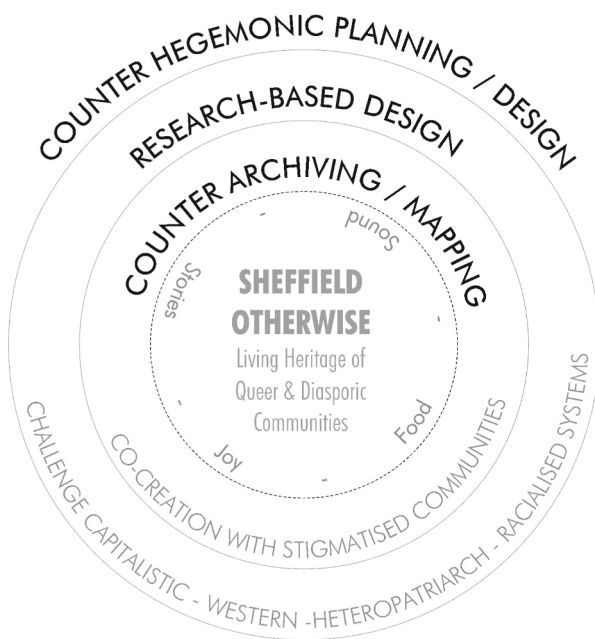 COUNTER HEGEMONIC PLANNING / DESIGN
RESEARCH-BASED DESIGN
COUNTER ARCHIVING / MAPPING
Stories - Sound -
SHEFFIELD
OTHERWISE
Living Heritage of
Queer & Diasporic
Communities
- Joy - Food
CO-CREATION WITH STIGMATISED COMMUNITIES
CHALLENGE CAPITALISTIC - WESTERN -HETEROPATRIARCH - RACIALISED SYSTEMS